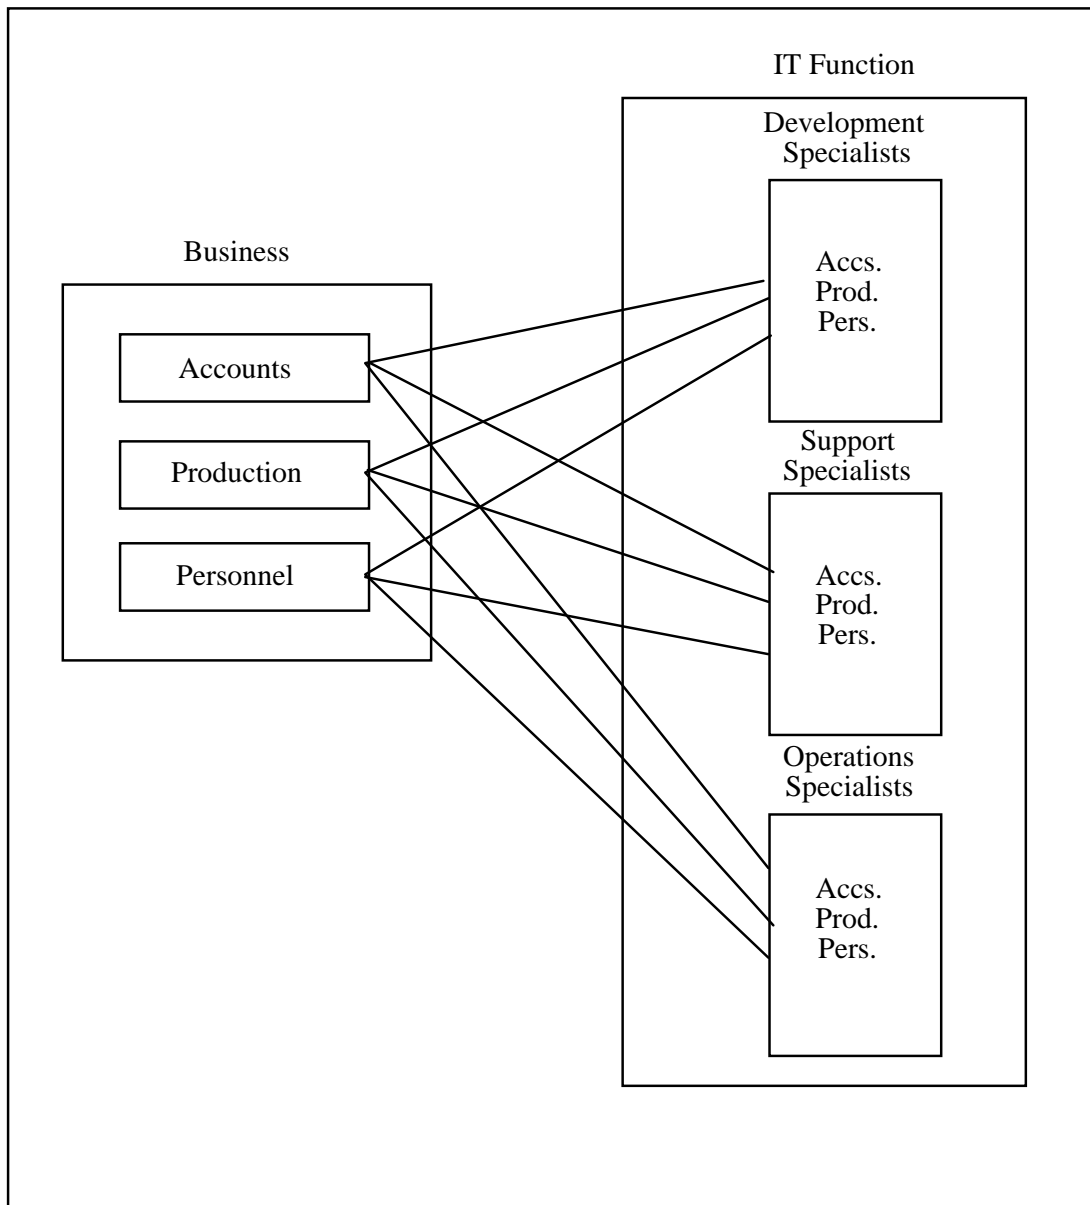 IT Function
Development
Specialists
Accs.
Prod.
Pers.
Business
Accounts
Production
Personnel
Support
Specialists
Accs.
Prod.
Pers.
Operations
Specialists
Accs.
Prod.
Pers.